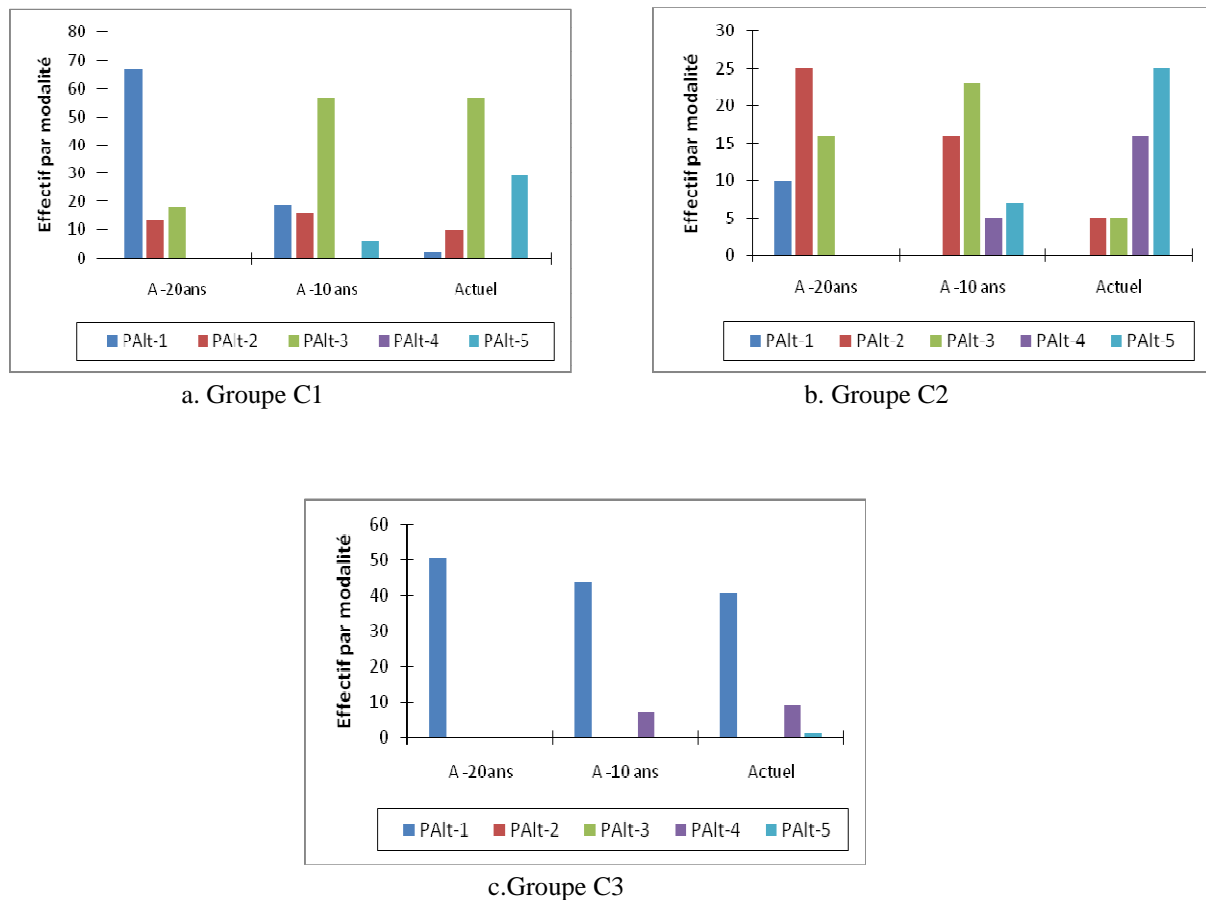 Effectif par modalité
80
70
60
50
40
30
20
10
0
A -20ans A -10 ans Actuel
PAlt-1 PAlt-2 PAlt-3 PAlt-4 PAlt-5
a. Groupe C1
Effectif par modalité
30
25
20
15
10
5
0
A -20ans A -10 ans Actuel
PAlt-1 PAlt-2 PAlt-3 PAlt-4 PAlt-5
b. Groupe C2
Effectif par modalité
60
50
40
30
20
10
0
A -20ans A -10 ans Actuel
PAlt-1 PAlt-2 PAlt-3 PAlt-4 PAlt-5
c.Groupe C3